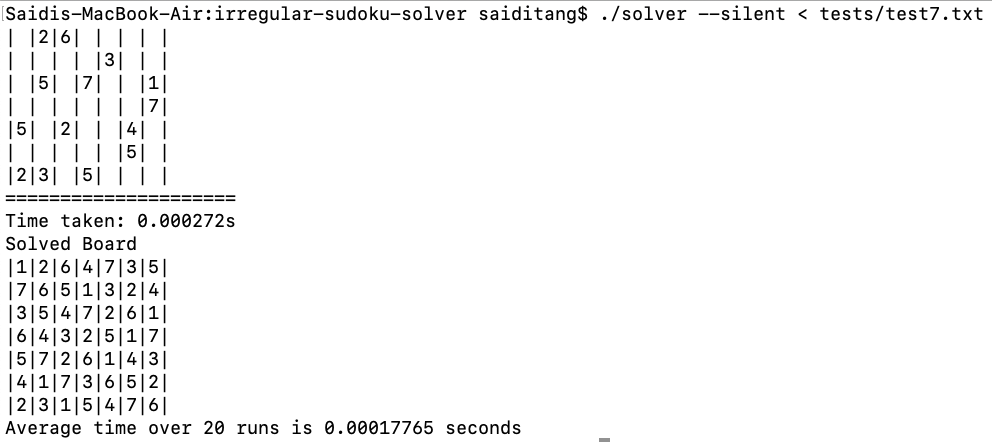 Saidis-MacBook-Air:irregular-sudoku-solver saiditang$ ./solver --silent < tests/test7.txt
| |2|6| | | | |
| | | | |3| | |
| |5| |7| | |1|
| | | | | | |7|
|5| |2| | |4| |
| | | | | |5| |
|2|3| |5| | | |
=====================
Time taken: 0.000272s
Solved Board
|1|2|6|4|7|3|5|
|7|6|5|1|3|2|4|
|3|5|4|7|2|6|1|
|6|4|3|2|5|1|7|
|5|7|2|6|1|4|3|
|4|1|7|3|6|5|2|
|2|3|1|5|4|7|6|
Average time over 20 runs is 0.00017765 seconds